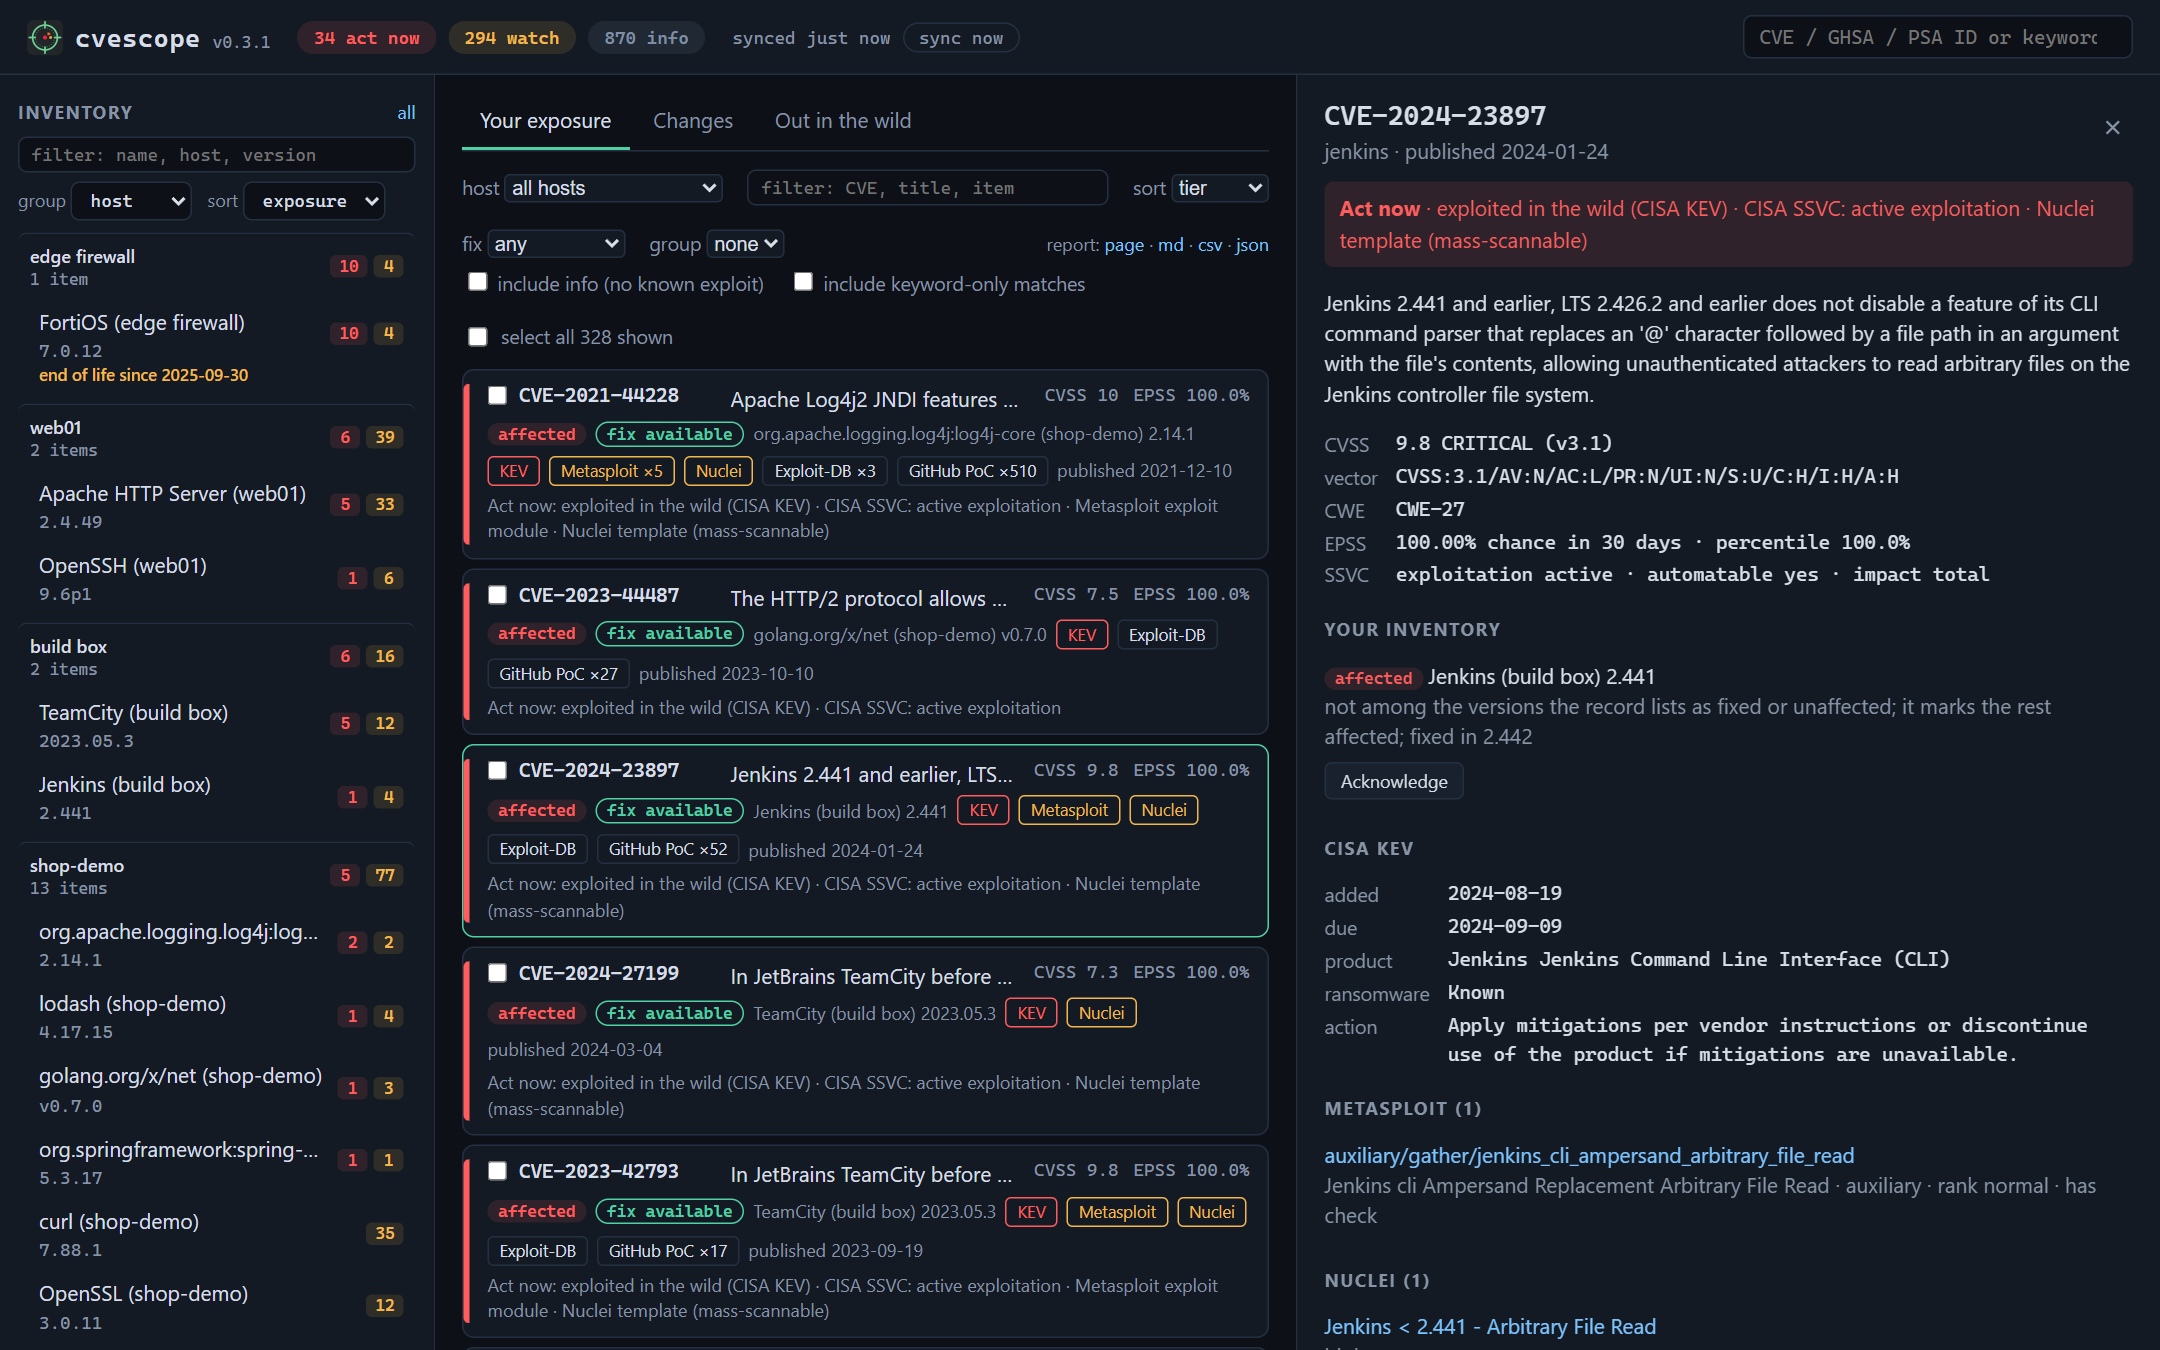 cvescope v0.3.1 34 act now 294 watch 870 info synced just now sync now CVE / GHSA / PSA ID or keyword
INVENTORY all
filter: name, host, version
group host sort exposure
edge firewall 10 4
1 item
FortiOS (edge firewall) 10 4
7.0.12
end of life since 2025-09-30
web01 6 39
2 items
Apache HTTP Server (web01) 5 33
2.4.49
OpenSSH (web01) 1 6
9.6p1
build box 6 16
2 items
TeamCity (build box) 5 12
2023.05.3
Jenkins (build box) 1 4
2.441
shop-demo 5 77
13 items
org.apache.logging.log4j:log... 2 2
2.14.1
lodash (shop-demo) 1 4
4.17.15
golang.org/x/net (shop-demo) 1 3
v0.7.0
org.springframework:spring-... 1 1
5.3.17
curl (shop-demo) 35
7.88.1
OpenSSL (shop-demo) 12
3.0.11
Your exposure Changes Out in the wild
host all hosts filter: CVE, title, item sort tier
fix any group none report: page · md · csv · json
include info (no known exploit) include keyword-only matches
select all 328 shown
CVE-2021-44228 Apache Log4j2 JNDI features ... CVSS 10 EPSS 100.0%
affected fix available org.apache.logging.log4j:log4j-core (shop-demo) 2.14.1
KEV Metasploit ×5 Nuclei Exploit-DB ×3 GitHub PoC ×510 published 2021-12-10
Act now: exploited in the wild (CISA KEV) · CISA SSVC: active exploitation · Metasploit exploit
module · Nuclei template (mass-scannable)
CVE-2023-44487 The HTTP/2 protocol allows ... CVSS 7.5 EPSS 100.0%
affected fix available golang.org/x/net (shop-demo) v0.7.0 KEV Exploit-DB
GitHub PoC ×27 published 2023-10-10
Act now: exploited in the wild (CISA KEV) · CISA SSVC: active exploitation
CVE-2024-23897 Jenkins 2.441 and earlier, LTS... CVSS 9.8 EPSS 100.0%
affected fix available Jenkins (build box) 2.441 KEV Metasploit Nuclei
Exploit-DB GitHub PoC ×52 published 2024-01-24
Act now: exploited in the wild (CISA KEV) · CISA SSVC: active exploitation · Nuclei template
(mass-scannable)
CVE-2024-27199 In JetBrains TeamCity before ... CVSS 7.3 EPSS 100.0%
affected fix available TeamCity (build box) 2023.05.3 KEV Nuclei
published 2024-03-04
Act now: exploited in the wild (CISA KEV) · CISA SSVC: active exploitation · Nuclei template
(mass-scannable)
CVE-2023-42793 In JetBrains TeamCity before ... CVSS 9.8 EPSS 100.0%
affected fix available TeamCity (build box) 2023.05.3 KEV Metasploit Nuclei
Exploit-DB GitHub PoC ×17 published 2023-09-19
Act now: exploited in the wild (CISA KEV) · CISA SSVC: active exploitation · Metasploit exploit
module · Nuclei template (mass-scannable)
CVE-2024-23897 ×
jenkins · published 2024-01-24
Act now · exploited in the wild (CISA KEV) · CISA SSVC: active exploitation · Nuclei
template (mass-scannable)
Jenkins 2.441 and earlier, LTS 2.426.2 and earlier does not disable a feature of its CLI
command parser that replaces an '@' character followed by a file path in an argument
with the file's contents, allowing unauthenticated attackers to read arbitrary files on the
Jenkins controller file system.
CVSS 9.8 CRITICAL (v3.1)
vector CVSS:3.1/AV:N/AC:L/PR:N/UI:N/S:U/C:H/I:H/A:H
CWE CWE-27
EPSS 100.00% chance in 30 days · percentile 100.0%
SSVC exploitation active · automatable yes · impact total
YOUR INVENTORY
affected Jenkins (build box) 2.441
not among the versions the record lists as fixed or unaffected; it marks the rest
affected; fixed in 2.442
Acknowledge
CISA KEV
added 2024-08-19
due 2024-09-09
product Jenkins Jenkins Command Line Interface (CLI)
ransomware Known
action Apply mitigations per vendor instructions or discontinue
use of the product if mitigations are unavailable.
METASPLOIT (1)
auxiliary/gather/jenkins_cli_ampersand_arbitrary_file_read
Jenkins cli Ampersand Replacement Arbitrary File Read · auxiliary · rank normal · has
check
NUCLEI (1)
Jenkins < 2.441 - Arbitrary File Read